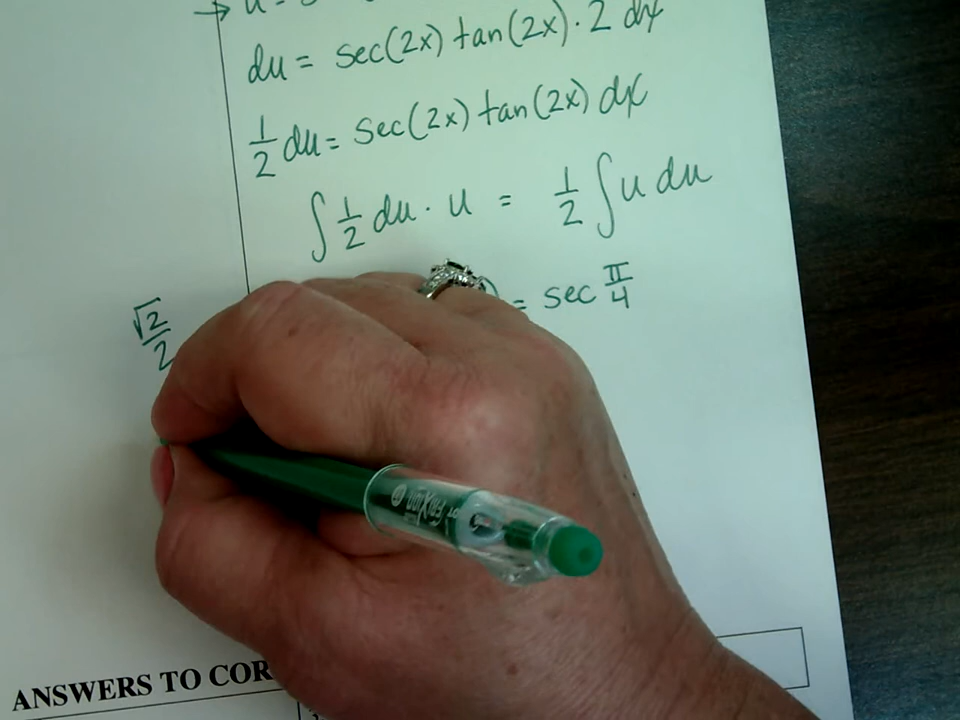 → u = s
du = sec(2x) tan(2x) · 2 dx
1/2 du = sec(2x) tan(2x) dx
∫ 1/2 du · u = 1/2 ∫ u du
) = sec π/4
√2/2
FRIXION
ANSWERS TO COR